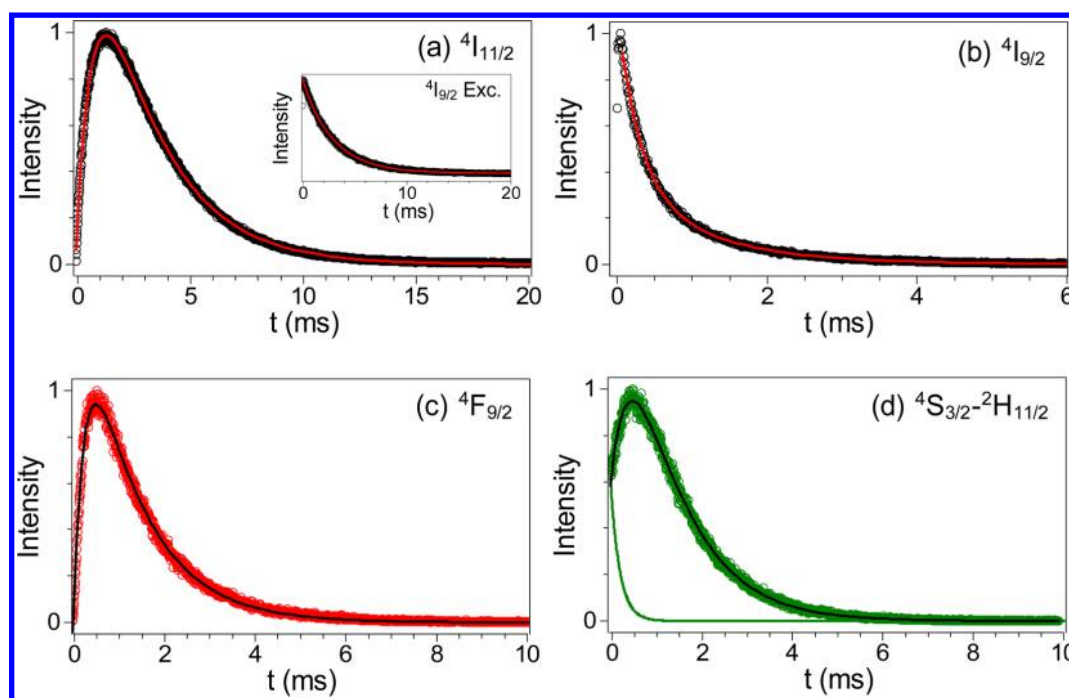 (a) ⁴I₁₁/₂
1
Intensity
⁴I₉/₂ Exc.
Intensity
0 10 20
t (ms)
0
0 5 10 15 20
t (ms)
(b) ⁴I₉/₂
1
Intensity
0
0 2 4 6
t (ms)
(c) ⁴F₉/₂
1
Intensity
0
0 2 4 6 8 10
t (ms)
(d) ⁴S₃/₂-²H₁₁/₂
1
Intensity
0
0 2 4 6 8 10
t (ms)